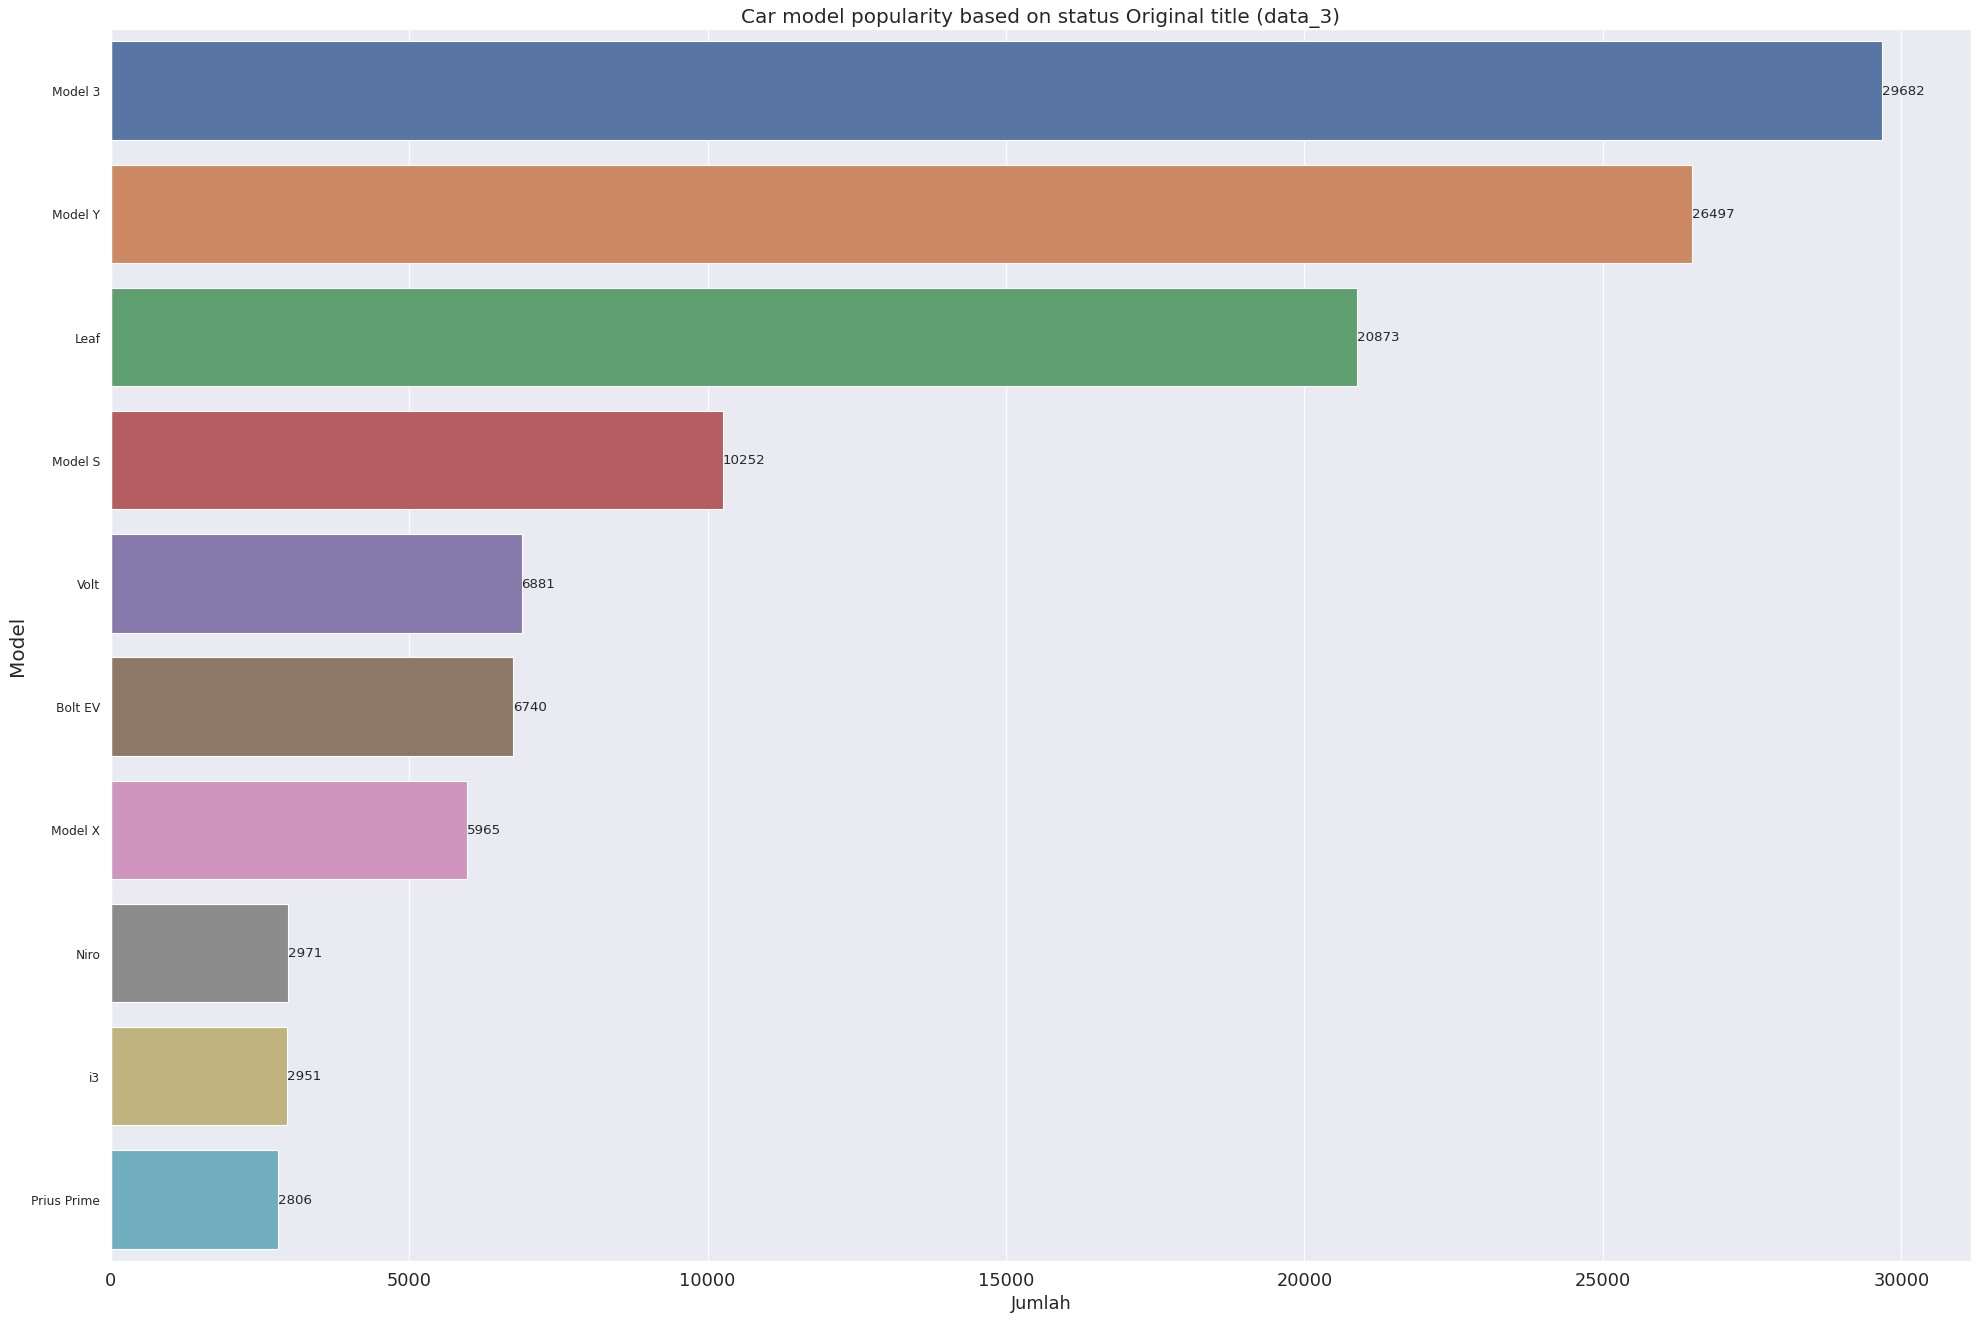 Car model popularity based on status Original title (data_3)
Model 3
29682
Model Y
26497
Leaf
20873
Model S
10252
Volt
6881
Model
Bolt EV
6740
Model X
5965
Niro
2971
i3
2951
Prius Prime
2806
0 5000 10000 15000 20000 25000 30000
Jumlah